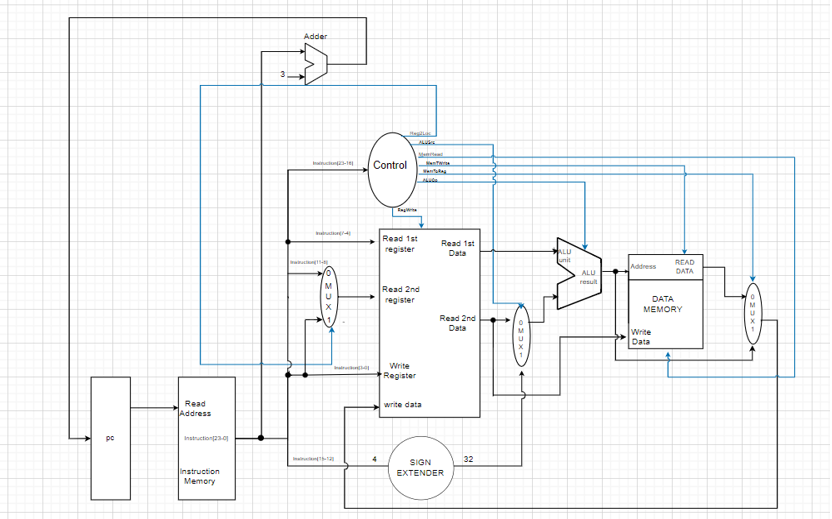 Adder
3
Reg2Loc
ALUSrc
MemRead
MemTWrite
MemToReg
ALUOp
Control
Instruction[23-16]
RegWrite
Instruction[7-4]
Read 1st
register
Read 1st
Data
ALU
unit
ALU
result
Address
READ
DATA
Instruction[11-8]
0
M
U
X
1
Read 2nd
register
Read 2nd
Data
0
M
U
X
1
DATA
MEMORY
0
M
U
X
1
Write
Data
Instruction[3-0]
Write
Register
write data
pc
Read
Address
Instruction[23-0]
Instruction
Memory
Instruction[15-12]
4
SIGN
EXTENDER
32